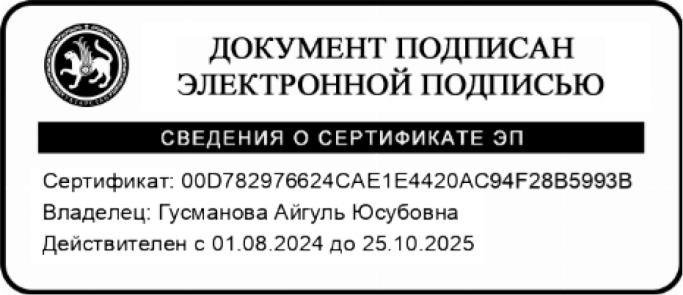 ДОКУМЕНТ ПОДПИСАН
ЭЛЕКТРОННОЙ ПОДПИСЬЮ
СВЕДЕНИЯ О СЕРТИФИКАТЕ ЭП
Сертификат: 00D782976624CAE1E4420AC94F28B5993B
Владелец: Гусманова Айгуль Юсубовна
Действителен с 01.08.2024 до 25.10.2025